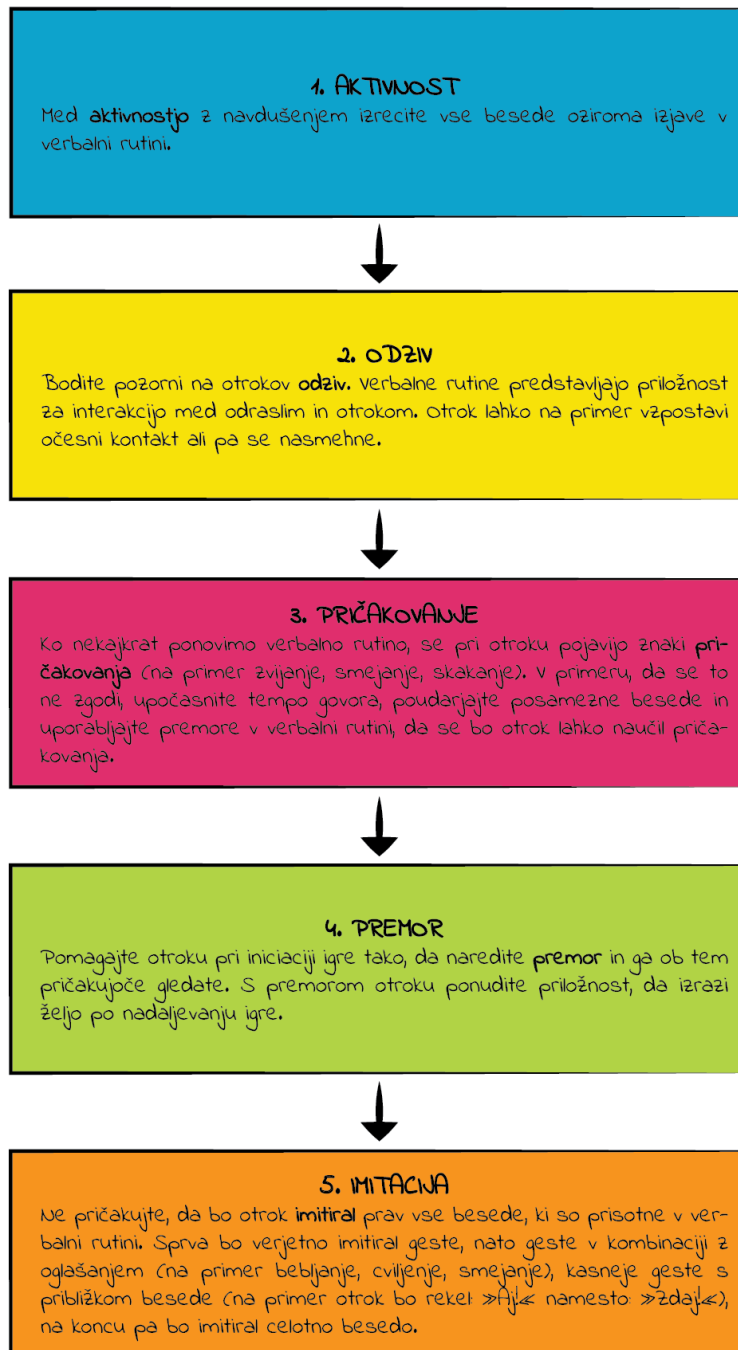 1. AKTIVNOST
Med aktivnostjo z navdušenjem izrecite vse besede oziroma izjave v
verbalni rutini.
2. ODZIV
Bodite pozorni na otrokov odziv. Verbalne rutine predstavljajo priložnost
za interakcijo med odraslim in otrokom. Otrok lahko na primer vzpostavi
očesni kontakt ali pa se nasmehne.
3. PRIČAKOVANJE
Ko nekajkrat ponovimo verbalno rutino, se pri otroku pojavijo znaki pri-
čakovanja (na primer zvijanje, smejanje, skakanje). V primeru, da se to
ne zgodi, upočasnite tempo govora, poudarjajte posamezne besede in
uporabljajte premore v verbalni rutini, da se bo otrok lahko naučil priča-
kovanja.
4. PREMOR
Pomagajte otroku pri iniciaciji igre tako, da naredite premor in ga ob tem
pričakujoče gledate. S premorom otroku ponudite priložnost, da izrazi
željo po nadaljevanju igre.
5. IMITACIJA
Ne pričakujte, da bo otrok imitiral prav vse besede, ki so prisotne v ver-
balni rutini. Sprva bo verjetno imitiral geste, nato geste v kombinaciji z
oglašanjem (na primer bebljanje, cviljenje, smejanje), kasneje geste s
približkom besede (na primer otrok bo rekel: »Aj!« namesto: »Zdaj!«),
na koncu pa bo imitiral celotno besedo.